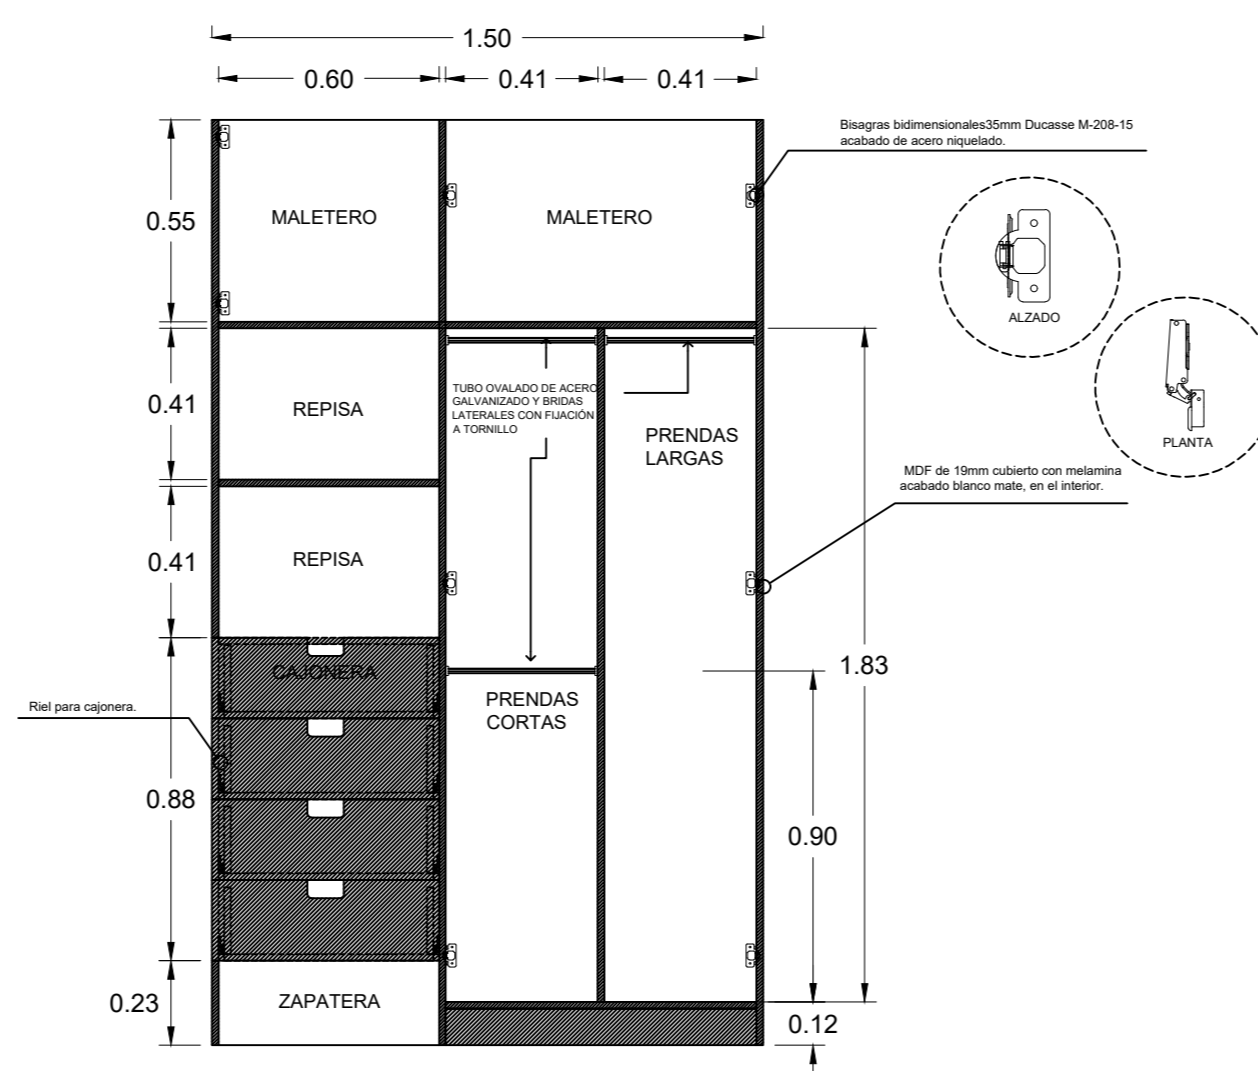 1.50
0.60
0.41
0.41
Bisagras bidimensionales35mm Ducasse M-208-15
acabado de acero niquelado.
0.55
MALETERO
MALETERO
ALZADO
0.41
REPISA
TUBO OVALADO DE ACERO
GALVANIZADO Y BRIDAS
LATERALES CON FIJACIÓN
A TORNILLO
PRENDAS
LARGAS
PLANTA
MDF de 19mm cubierto con melamina
acabado blanco mate, en el interior.
0.41
REPISA
CAJONERA
1.83
PRENDAS
CORTAS
Riel para cajonera.
0.88
0.90
0.23
ZAPATERA
0.12